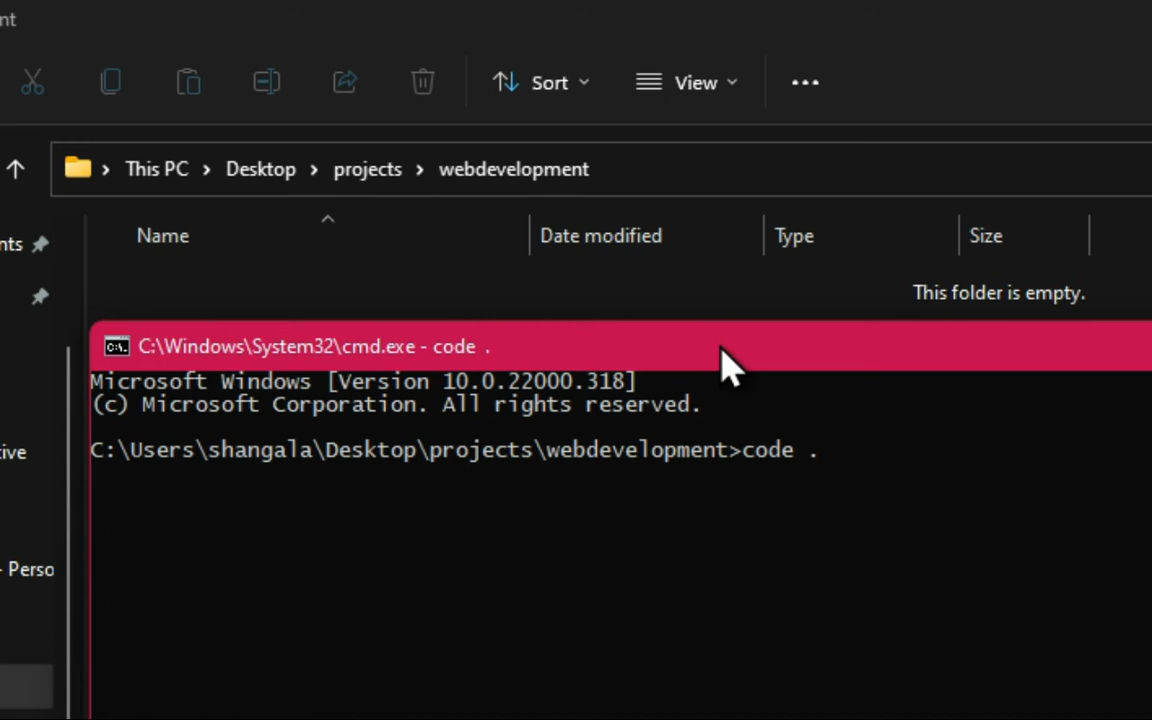 nt
Sort View •••
This PC > Desktop > projects > webdevelopment
nts
Name Date modified Type Size
This folder is empty.
C:\Windows\System32\cmd.exe - code .
Microsoft Windows [Version 10.0.22000.318]
(c) Microsoft Corporation. All rights reserved.
C:\Users\shangala\Desktop\projects\webdevelopment>code .
ive
- Perso